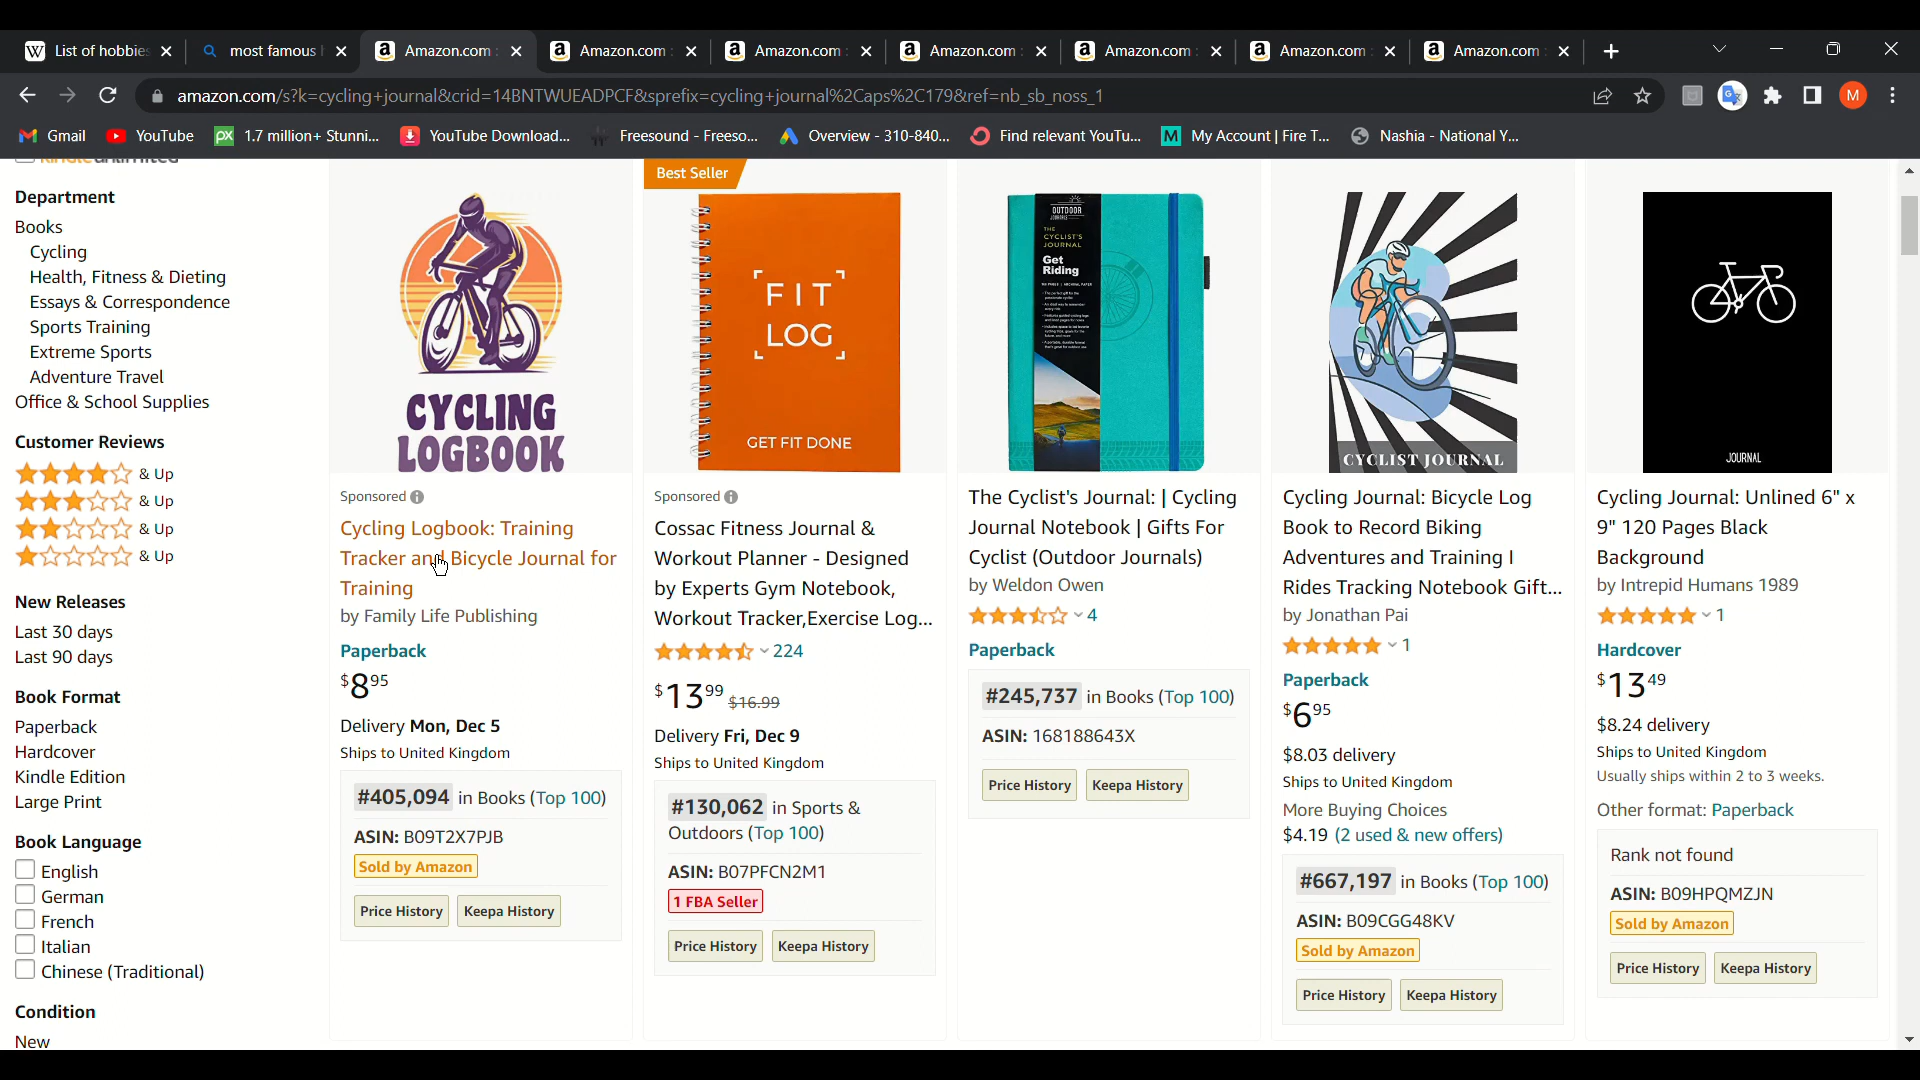 List of hobbies
most famous h
Amazon.com :
Amazon.com :
Amazon.com :
Amazon.com :
Amazon.com :
Amazon.com :
Amazon.com :
amazon.com/s?k=cycling+journal&crid=14BNTWUEADPCF&sprefix=cycling+journal%2Caps%2C179&ref=nb_sb_noss_1
M
Gmail
YouTube
px 1.7 million+ Stunni...
YouTube Download...
Freesound - Freeso...
Overview - 310-840...
Find relevant YouTu...
M My Account | Fire T...
Nashia - National Y...
kindleunlimited
Department
Books
Cycling
Health, Fitness & Dieting
Essays & Correspondence
Sports Training
Extreme Sports
Adventure Travel
Office & School Supplies
Customer Reviews
& Up
& Up
& Up
& Up
New Releases
Last 30 days
Last 90 days
Book Format
Paperback
Hardcover
Kindle Edition
Large Print
Book Language
English
German
French
Italian
Chinese (Traditional)
Condition
New
CYCLING
LOGBOOK
Sponsored
Cycling Logbook: Training
Tracker and Bicycle Journal for
Training
by Family Life Publishing
Paperback
$8 95
Delivery Mon, Dec 5
Ships to United Kingdom
#405,094 in Books (Top 100)
ASIN: B09T2X7PJB
Sold by Amazon
Price History
Keepa History
Best Seller
FIT
LOG
GET FIT DONE
Sponsored
Cossac Fitness Journal &
Workout Planner - Designed
by Experts Gym Notebook,
Workout Tracker,Exercise Log...
224
$13 99 $16.99
Delivery Fri, Dec 9
Ships to United Kingdom
#130,062 in Sports &
Outdoors (Top 100)
ASIN: B07PFCN2M1
1 FBA Seller
Price History
Keepa History
OUTDOOR
JOURNALS
THE
CYCLIST'S
JOURNAL
Get
Riding
The Cyclist's Journal: | Cycling
Journal Notebook | Gifts For
Cyclist (Outdoor Journals)
by Weldon Owen
4
Paperback
#245,737 in Books (Top 100)
ASIN: 168188643X
Price History
Keepa History
CYCLIST JOURNAL
Cycling Journal: Bicycle Log
Book to Record Biking
Adventures and Training I
Rides Tracking Notebook Gift...
by Jonathan Pai
1
Paperback
$6 95
$8.03 delivery
Ships to United Kingdom
More Buying Choices
$4.19 (2 used & new offers)
#667,197 in Books (Top 100)
ASIN: B09CGG48KV
Sold by Amazon
Price History
Keepa History
JOURNAL
Cycling Journal: Unlined 6" x
9" 120 Pages Black
Background
by Intrepid Humans 1989
1
Hardcover
$13 49
$8.24 delivery
Ships to United Kingdom
Usually ships within 2 to 3 weeks.
Other format: Paperback
Rank not found
ASIN: B09HPQMZJN
Sold by Amazon
Price History
Keepa History